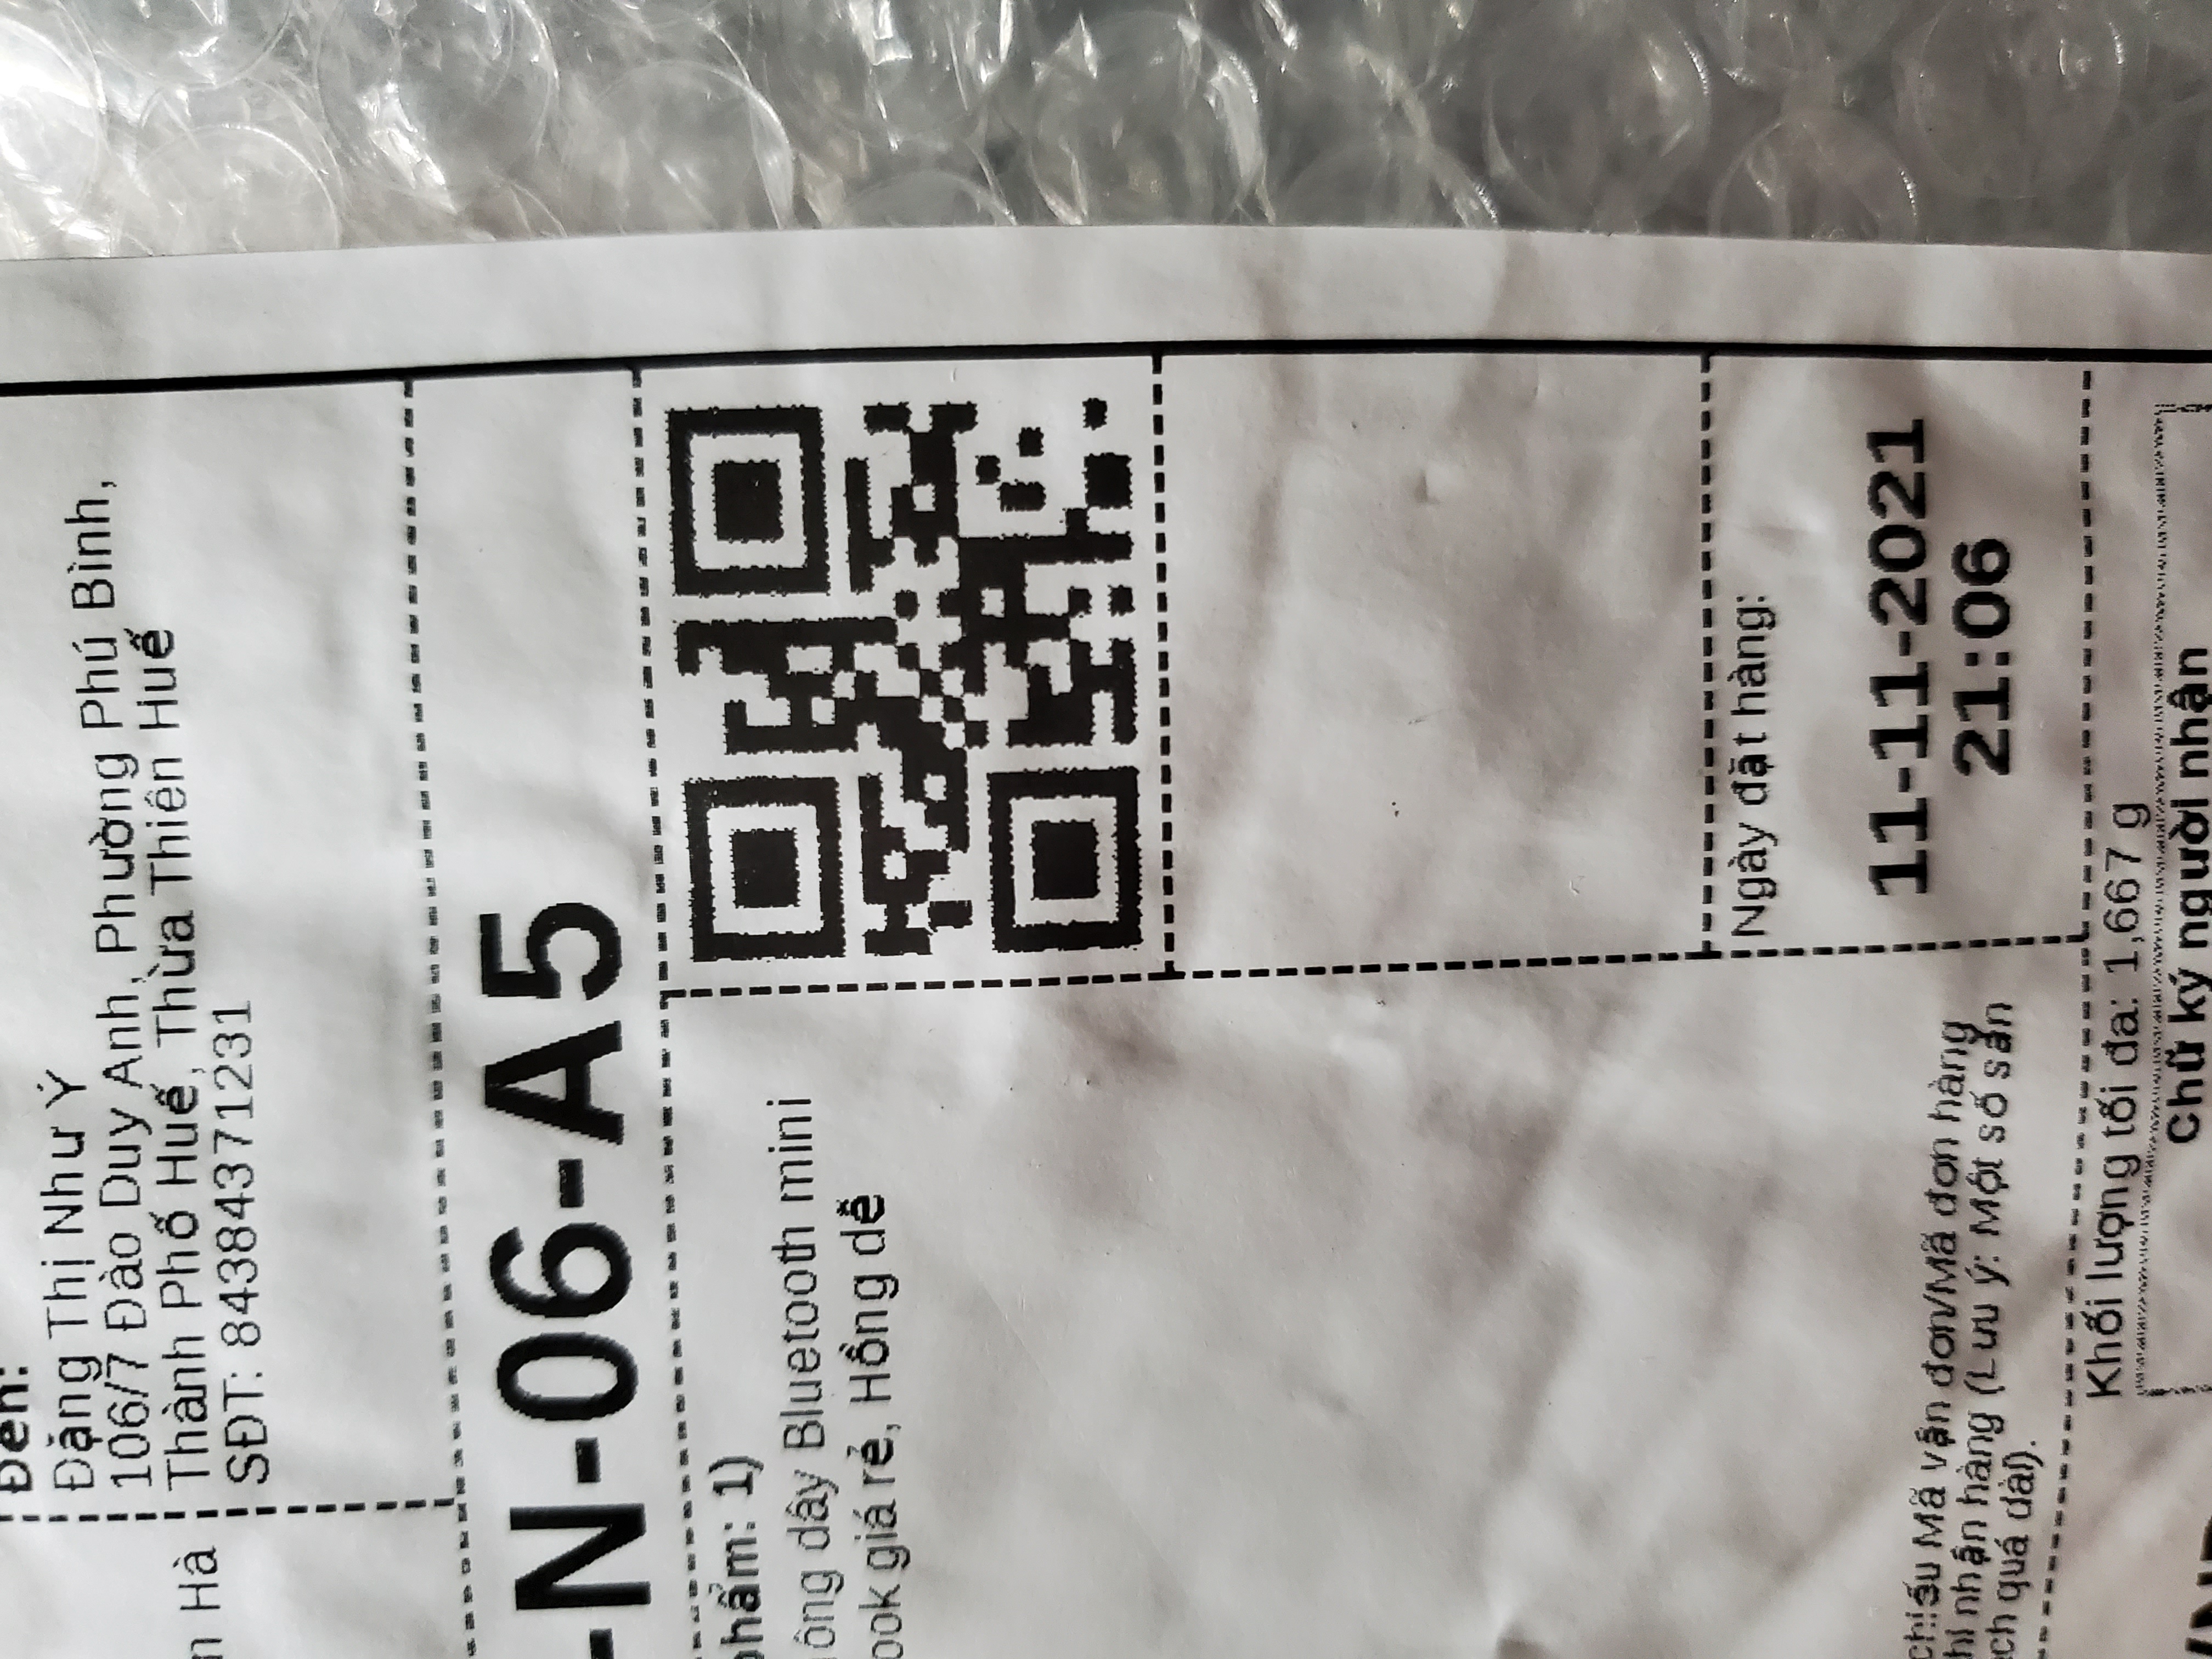 Đến:
Đặng Thị Như Ý
106/7 Đào Duy Anh, Phường Phú Bình,
n Hà
Thành Phố Huế, Thừa Thiên Huế
SĐT: 84384371231
-N-06-A5
phẩm: 1)
ông dây Bluetooth mini
ook giá rẻ, Hồng dễ
Ngày đặt hàng:
11-11-2021
21:06
chiếu Mã vận đơn/Mã đơn hàng
hi nhận hàng (Lưu ý: Một số sản
ch quá dài).
Khối lượng tối đa: 1,667 g
Chữ ký người nhận